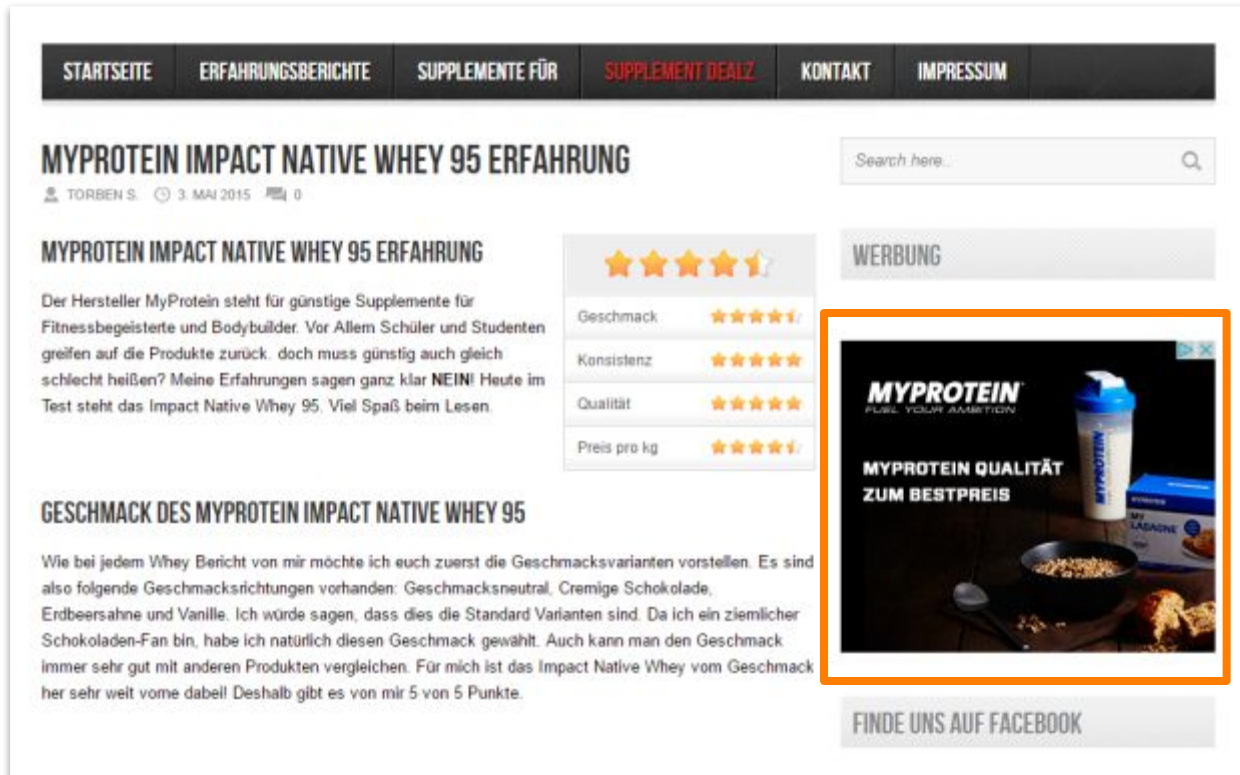 STARTSEITE ERFAHRUNGSBERICHTE SUPPLEMENTE FÜR SUPPLEMENT DEALZ KONTAKT IMPRESSUM
MYPROTEIN IMPACT NATIVE WHEY 95 ERFAHRUNG
TORBEN S. 3. MAI 2015 0
MYPROTEIN IMPACT NATIVE WHEY 95 ERFAHRUNG
Der Hersteller MyProtein steht für günstige Supplemente für
Fitnessbegeisterte und Bodybuilder. Vor Allem Schüler und Studenten
greifen auf die Produkte zurück. doch muss günstig auch gleich
schlecht heißen? Meine Erfahrungen sagen ganz klar NEIN! Heute im
Test steht das Impact Native Whey 95. Viel Spaß beim Lesen.
Geschmack
Konsistenz
Qualität
Preis pro kg
GESCHMACK DES MYPROTEIN IMPACT NATIVE WHEY 95
Wie bei jedem Whey Bericht von mir möchte ich euch zuerst die Geschmacksvarianten vorstellen. Es sind
also folgende Geschmacksrichtungen vorhanden: Geschmacksneutral, Cremige Schokolade,
Erdbeersahne und Vanille. Ich würde sagen, dass dies die Standard Varianten sind. Da ich ein ziemlicher
Schokoladen-Fan bin, habe ich natürlich diesen Geschmack gewählt. Auch kann man den Geschmack
immer sehr gut mit anderen Produkten vergleichen. Für mich ist das Impact Native Whey vom Geschmack
her sehr weit vorne dabei! Deshalb gibt es von mir 5 von 5 Punkte.
Search here..
WERBUNG
MYPROTEIN
FUEL YOUR AMBITION
MYPROTEIN QUALITÄT
ZUM BESTPREIS
MYPROTEIN
MY
LASAGNE
FINDE UNS AUF FACEBOOK